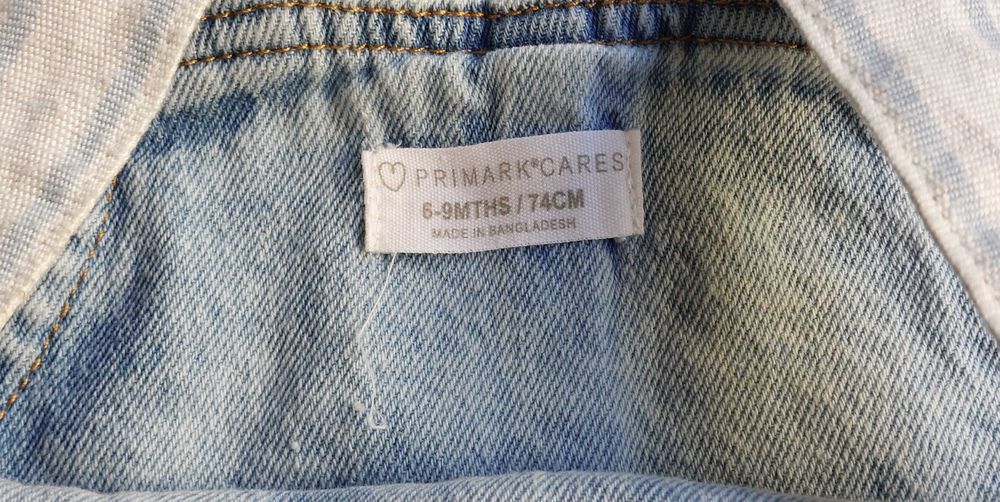 PRIMARK®CARES
6-9MTHS / 74CM
MADE IN BANGLADESH